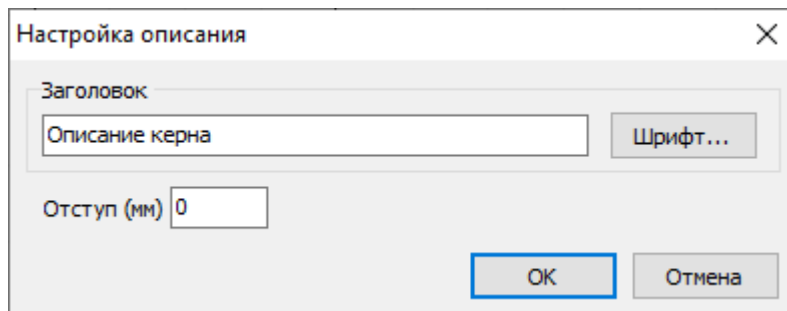 Настройка описания
Заголовок
Описание керна
Шрифт...
Отступ (мм) 0
OK
Отмена